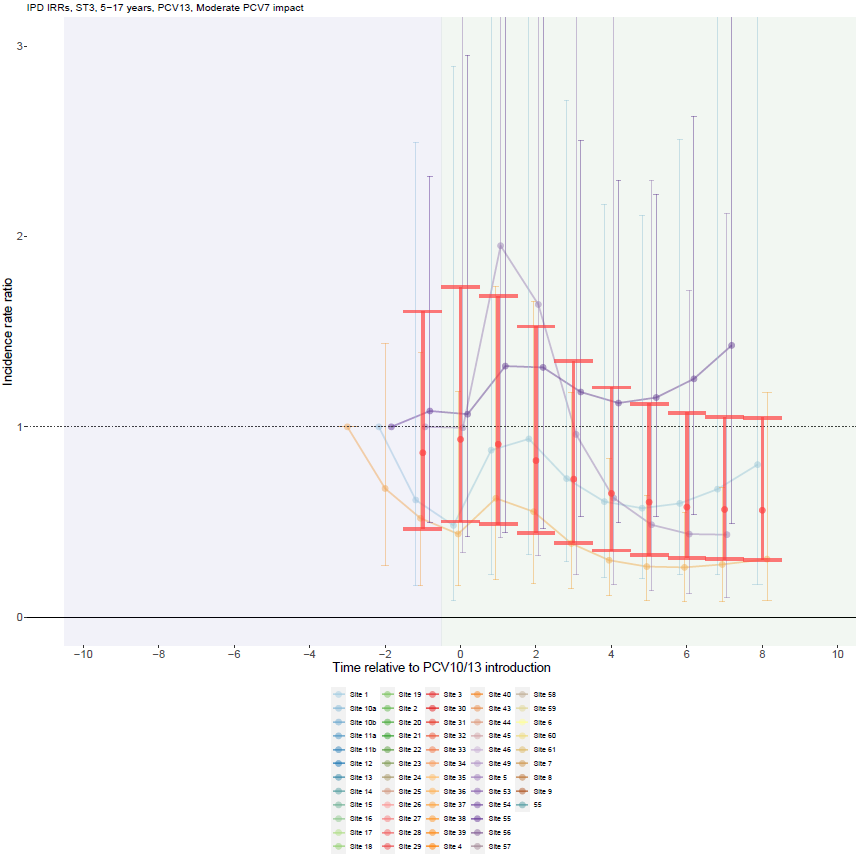 IPD IRRs, ST3, 5−17 years, PCV13, Moderate PCV7 impact
3
2
1
0
Incidence rate ratio
−10 −8 −6 −4 −2 0 2 4 6 8 10
Time relative to PCV10/13 introduction
Site 1 Site 19 Site 3 Site 40 Site 58
Site 10a Site 2 Site 30 Site 43 Site 59
Site 10b Site 20 Site 31 Site 44 Site 6
Site 11a Site 21 Site 32 Site 45 Site 60
Site 11b Site 22 Site 33 Site 46 Site 61
Site 12 Site 23 Site 34 Site 49 Site 7
Site 13 Site 24 Site 35 Site 5 Site 8
Site 14 Site 25 Site 36 Site 53 Site 9
Site 15 Site 26 Site 37 Site 54 55
Site 16 Site 27 Site 38 Site 55
Site 17 Site 28 Site 39 Site 56
Site 18 Site 29 Site 4 Site 57